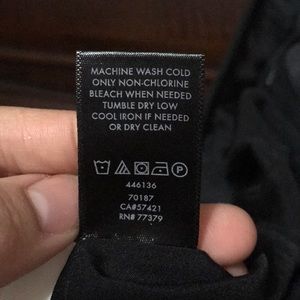 MACHINE WASH COLD
ONLY NON-CHLORINE
BLEACH WHEN NEEDED
TUMBLE DRY LOW
COOL IRON IF NEEDED
OR DRY CLEAN
P
446136
70187
CA#57421
RN# 77379